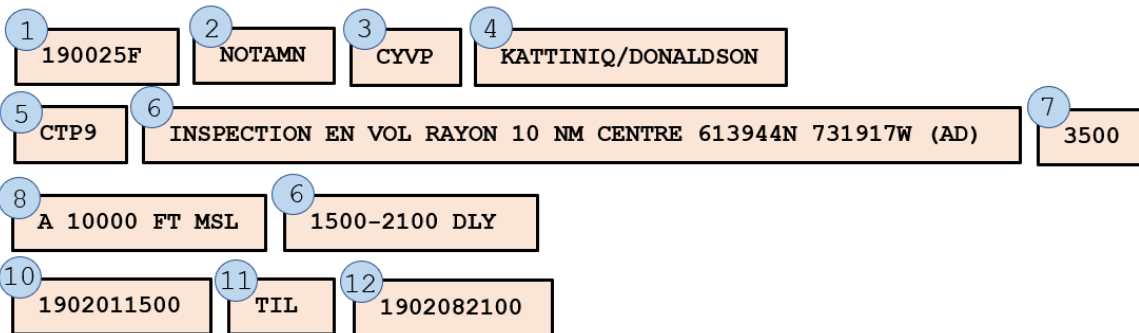 1 190025F 2 NOTAMN 3 CYVP 4 KATTINIQ/DONALDSON
5 CTP9 6 INSPECTION EN VOL RAYON 10 NM CENTRE 613944N 731917W (AD) 7 3500
8 A 10000 FT MSL 6 1500-2100 DLY
10 1902011500 11 TIL 12 1902082100